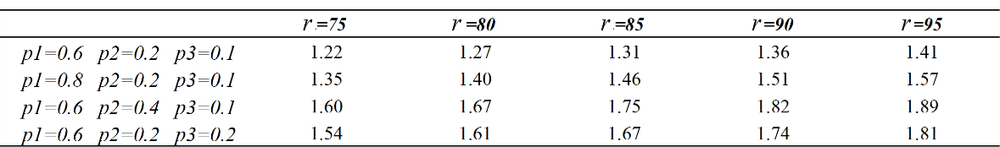 r.=75 r.=80 r.=85 r.=90 r.=95
p1=0.6 p2=0.2 p3=0.1 1.22 1.27 1.31 1.36 1.41
p1=0.8 p2=0.2 p3=0.1 1.35 1.40 1.46 1.51 1.57
p1=0.6 p2=0.4 p3=0.1 1.60 1.67 1.75 1.82 1.89
p1=0.6 p2=0.2 p3=0.2 1.54 1.61 1.67 1.74 1.81